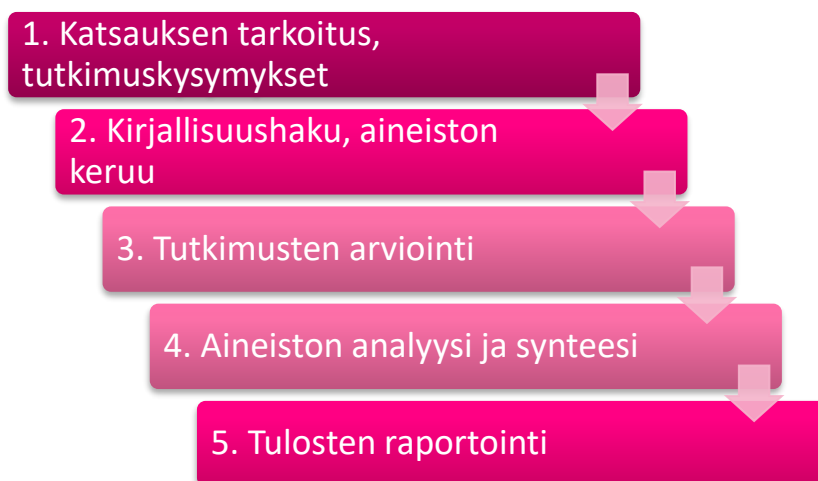 1. Katsauksen tarkoitus,
tutkimuskysymykset
2. Kirjallisuushaku, aineiston
keruu
3. Tutkimusten arviointi
4. Aineiston analyysi ja synteesi
5. Tulosten raportointi